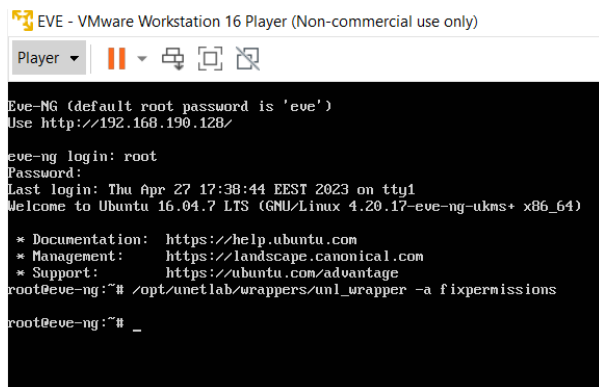 EVE - VMware Workstation 16 Player (Non-commercial use only)
Player
Eve-NG (default root password is 'eve')
Use http://192.168.190.128/
eve-ng login: root
Password:
Last login: Thu Apr 27 17:38:44 EEST 2023 on tty1
Welcome to Ubuntu 16.04.7 LTS (GNU/Linux 4.20.17-eve-ng-ukms+ x86_64)
* Documentation:  https://help.ubuntu.com
* Management:     https://landscape.canonical.com
* Support:        https://ubuntu.com/advantage
root@eve-ng:~# /opt/unetlab/wrappers/unl_wrapper -a fixpermissions
root@eve-ng:~# _